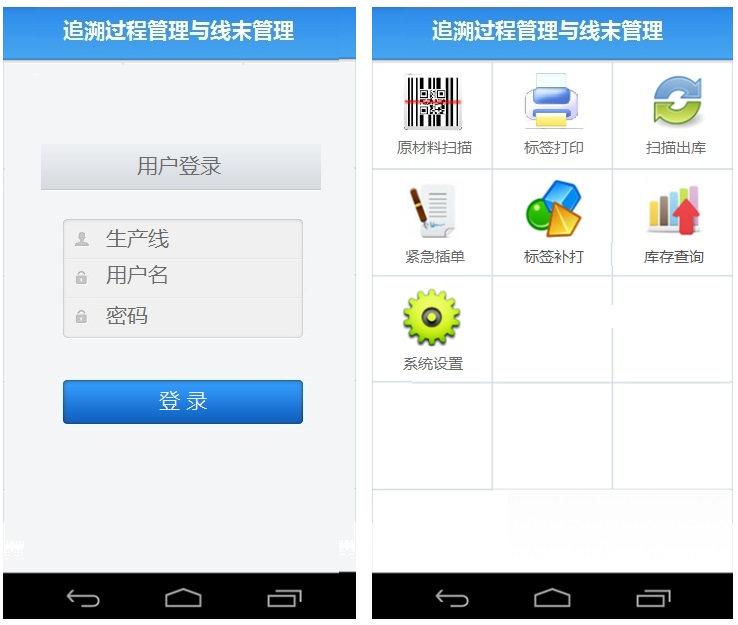 追溯过程管理与线末管理
用户登录
生产线
用户名
密码
登 录
追溯过程管理与线末管理
原材料扫描
标签打印
扫描出库
紧急插单
标签补打
库存查询
系统设置